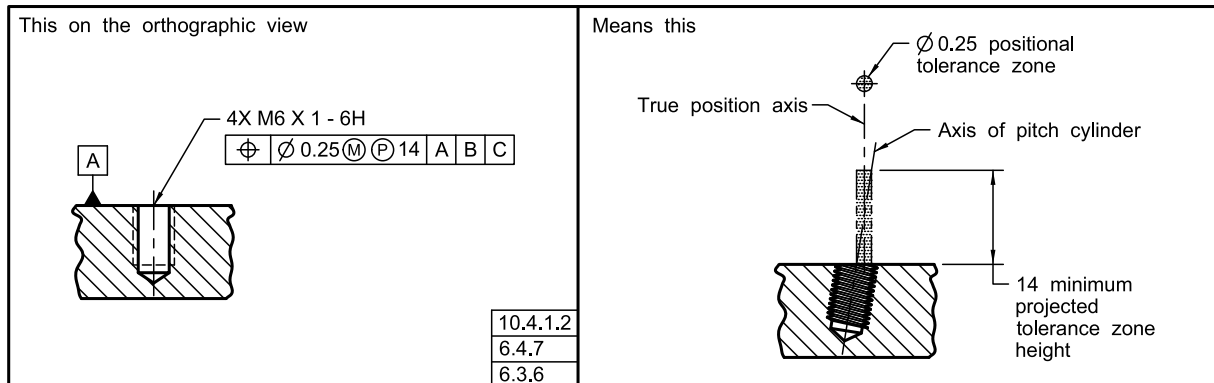 This on the orthographic view
4X M6 X 1 - 6H
⌖ Ø 0.25 Ⓜ Ⓟ 14 A B C
A
10.4.1.2
6.4.7
6.3.6
Means this
Ø 0.25 positional
tolerance zone
True position axis
Axis of pitch cylinder
14 minimum
projected
tolerance zone
height